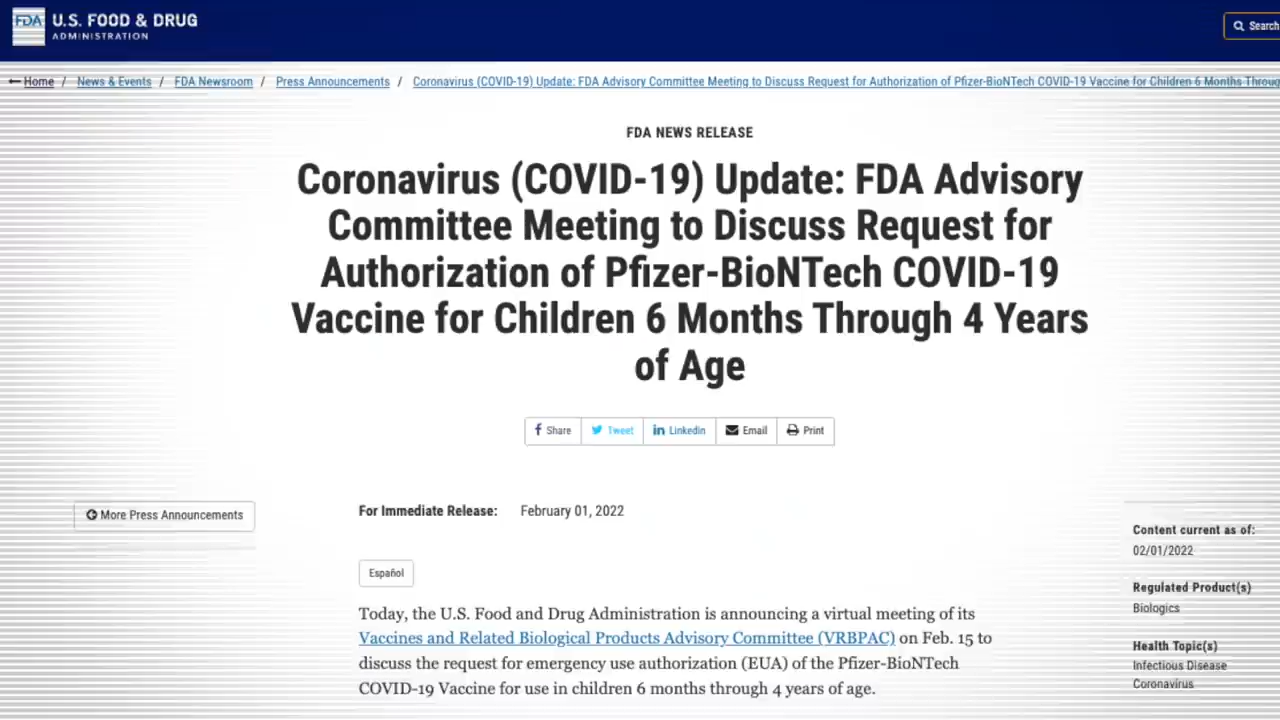 FDA U.S. FOOD & DRUG
ADMINISTRATION
Search
Home / News & Events / FDA Newsroom / Press Announcements / Coronavirus (COVID-19) Update: FDA Advisory Committee Meeting to Discuss Request for Authorization of Pfizer-BioNTech COVID-19 Vaccine for Children 6 Months Throug
FDA NEWS RELEASE
Coronavirus (COVID-19) Update: FDA Advisory
Committee Meeting to Discuss Request for
Authorization of Pfizer-BioNTech COVID-19
Vaccine for Children 6 Months Through 4 Years
of Age
Share Tweet Linkedin Email Print
More Press Announcements
For Immediate Release: February 01, 2022
Español
Today, the U.S. Food and Drug Administration is announcing a virtual meeting of its
Vaccines and Related Biological Products Advisory Committee (VRBPAC) on Feb. 15 to
discuss the request for emergency use authorization (EUA) of the Pfizer-BioNTech
COVID-19 Vaccine for use in children 6 months through 4 years of age.
Content current as of:
02/01/2022
Regulated Product(s)
Biologics
Health Topic(s)
Infectious Disease
Coronavirus